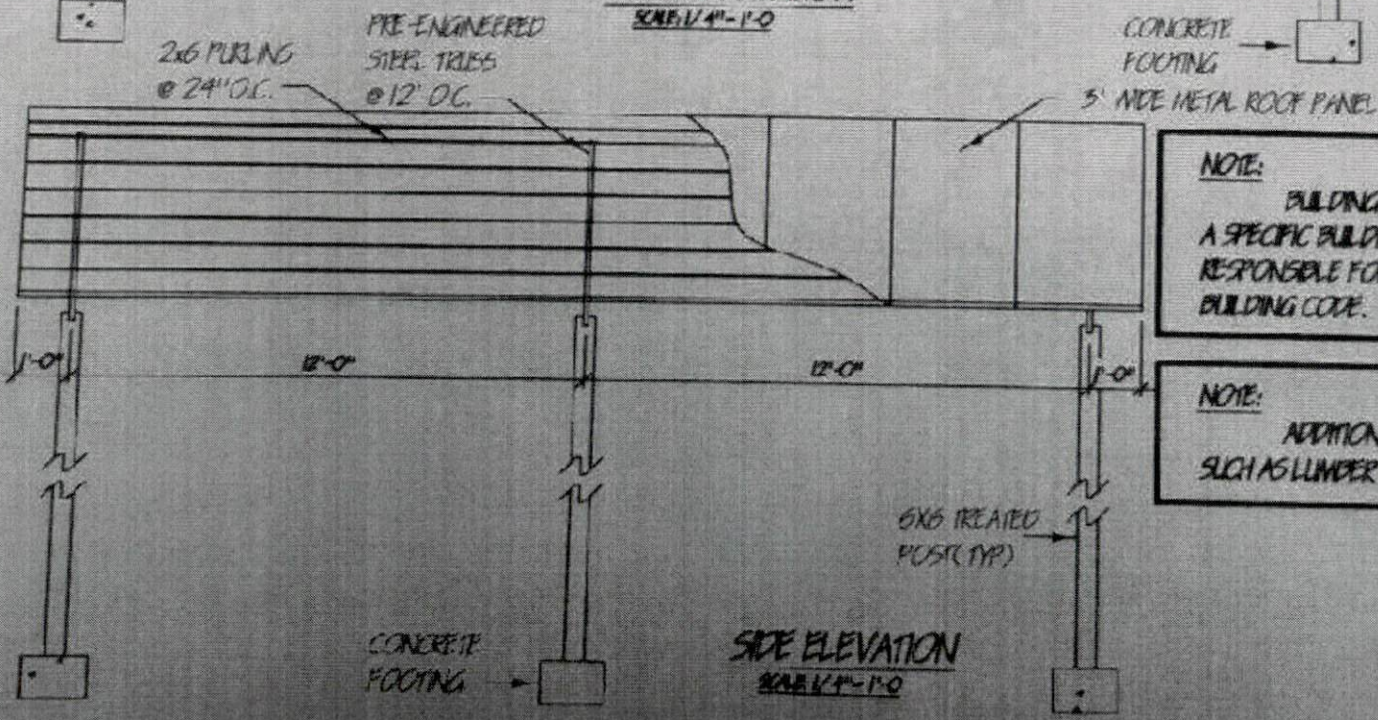 SCALE: 1/4"-1'-0
2x6 PURLINS
@ 24" O.C.
PRE-ENGINEERED
STEEL TRUSS
@ 12' O.C.
CONCRETE
FOOTING
3' WIDE METAL ROOF PANEL
NOTE:
BUILDING
A SPECIFIC BUILD
RESPONSIBLE FO
BUILDING CODE.
1'-0"
12'-0"
12'-0"
1'-0"
NOTE:
ADDITION
SUCH AS LUMBER
6X6 TREATED
POST(TYP)
CONCRETE
FOOTING
SIDE ELEVATION
SCALE: 1/4"-1'-0